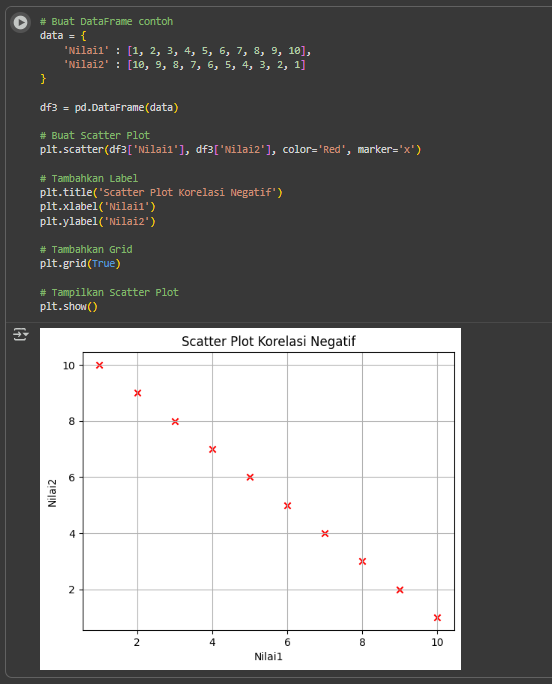 # Buat DataFrame contoh
data = {
    'Nilai1' : [1, 2, 3, 4, 5, 6, 7, 8, 9, 10],
    'Nilai2' : [10, 9, 8, 7, 6, 5, 4, 3, 2, 1]
}
df3 = pd.DataFrame(data)
# Buat Scatter Plot
plt.scatter(df3['Nilai1'], df3['Nilai2'], color='Red', marker='x')
# Tambahkan Label
plt.title('Scatter Plot Korelasi Negatif')
plt.xlabel('Nilai1')
plt.ylabel('Nilai2')
# Tambahkan Grid
plt.grid(True)
# Tampilkan Scatter Plot
plt.show()
Scatter Plot Korelasi Negatif
10
8
6
4
2
Nilai2
2 4 6 8 10
Nilai1